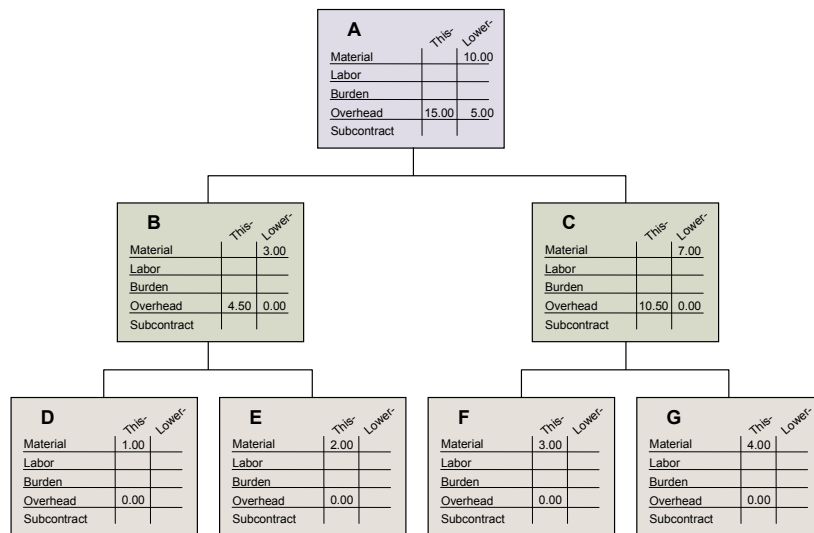 A This- Lower-
Material 10.00
Labor
Burden
Overhead 15.00 5.00
Subcontract
B This- Lower-
Material 3.00
Labor
Burden
Overhead 4.50 0.00
Subcontract
C This- Lower-
Material 7.00
Labor
Burden
Overhead 10.50 0.00
Subcontract
D This- Lower-
Material 1.00
Labor
Burden
Overhead 0.00
Subcontract
E This- Lower-
Material 2.00
Labor
Burden
Overhead 0.00
Subcontract
F This- Lower-
Material 3.00
Labor
Burden
Overhead 0.00
Subcontract
G This- Lower-
Material 4.00
Labor
Burden
Overhead 0.00
Subcontract